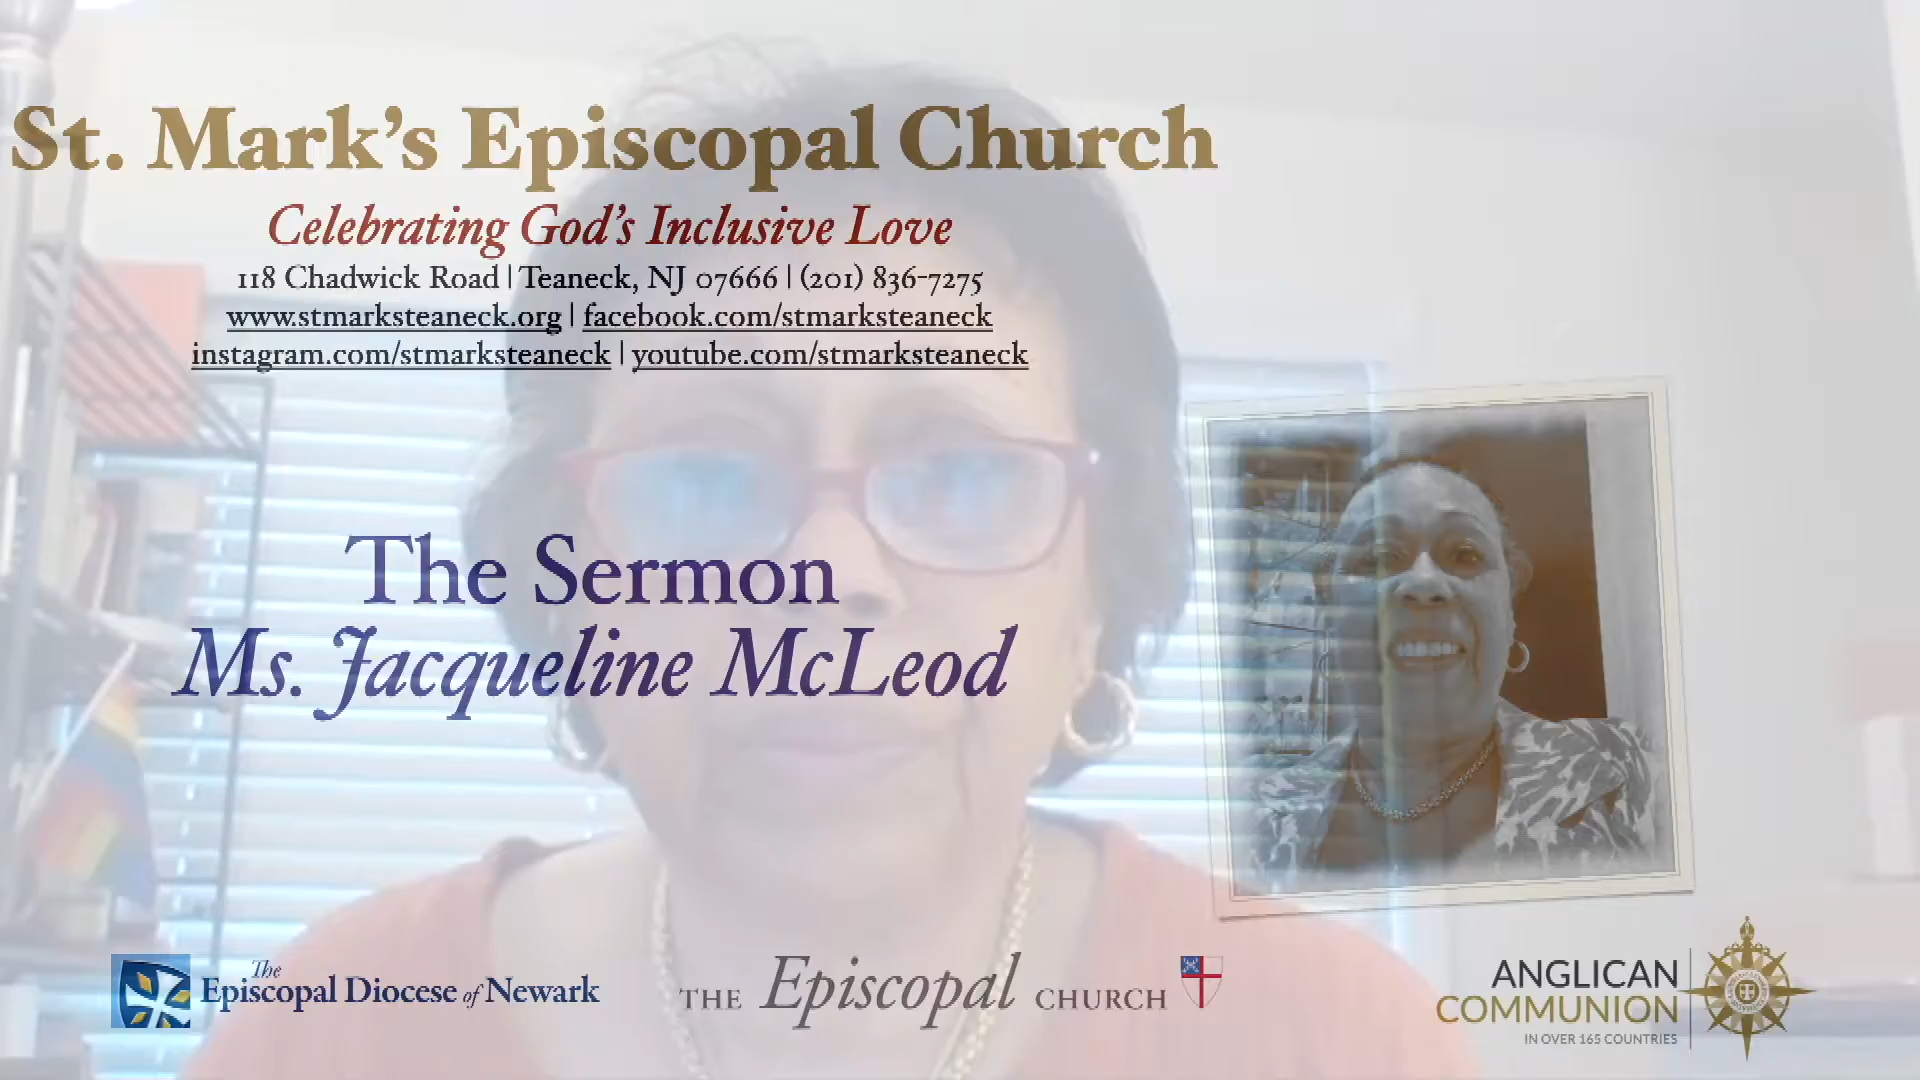 St. Mark’s Episcopal Church
Celebrating God’s Inclusive Love
118 Chadwick Road | Teaneck, NJ 07666 | (201) 836-7275
www.stmarksteaneck.org | facebook.com/stmarksteaneck
instagram.com/stmarksteaneck | youtube.com/stmarksteaneck
The Sermon
Ms. Jacqueline McLeod
The
Episcopal Diocese of Newark
THE Episcopal CHURCH
ANGLICAN
COMMUNION
IN OVER 165 COUNTRIES